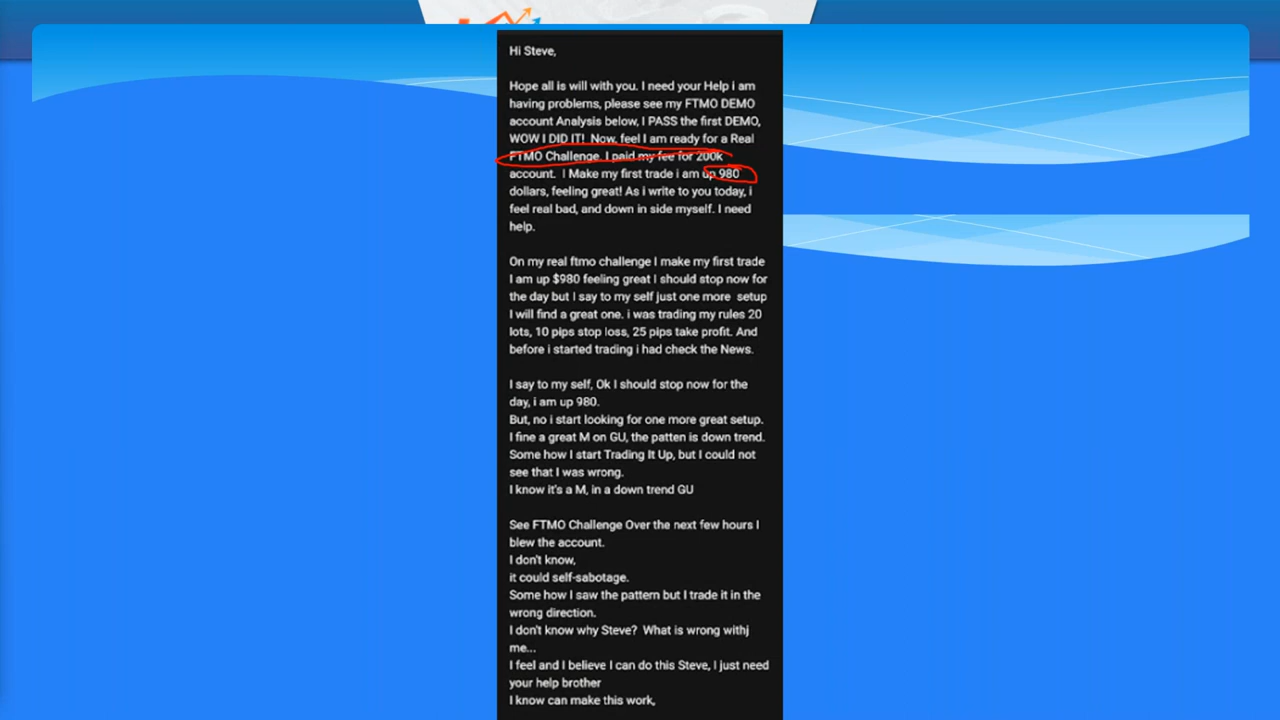 Hi Steve,
Hope all is will with you. I need your Help i am
having problems, please see my FTMO DEMO
account Analysis below, I PASS the first DEMO,
WOW I DID IT! Now, feel I am ready for a Real
FTMO Challenge. I paid my fee for 200k
account. I Make my first trade i am up 980
dollars, feeling great! As i write to you today, i
feel real bad, and down in side myself. I need
help.
On my real ftmo challenge I make my first trade
I am up $980 feeling great I should stop now for
the day but I say to my self just one more setup
I will find a great one. i was trading my rules 20
lots, 10 pips stop loss, 25 pips take profit. And
before i started trading i had check the News.
I say to my self, Ok I should stop now for the
day, i am up 980.
But, no i start looking for one more great setup.
I fine a great M on GU, the patten is down trend.
Some how I start Trading It Up, but I could not
see that I was wrong.
I know it's a M, in a down trend GU
See FTMO Challenge Over the next few hours I
blew the account.
I don't know,
it could self-sabotage.
Some how I saw the pattern but I trade it in the
wrong direction.
I don't know why Steve? What is wrong withj
me...
I feel and I believe I can do this Steve, I just need
your help brother
I know can make this work,